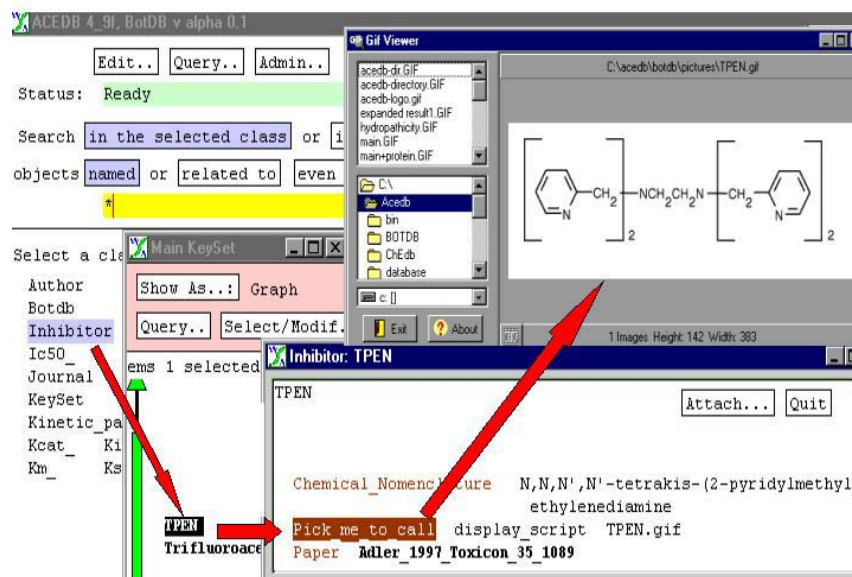 ACEDB 4_9f, BotDB v alpha 0.1
Edit.. Query.. Admin..
Status: Ready
Search in the selected class or i
objects named or related to even
*
Select a cla
Author
Botdb
Inhibitor
Ic50_
Journal
KeySet
Kinetic_pa
Kcat_ Ki
Km_ Ks
Main KeySet
Show As..: Graph
Query.. Select/Modif.
ems 1 selected
TPEN
Trifluoroace
Gif Viewer
acedb-dir.GIF
acedb-directory.GIF
acedb-logo.gif
expanded result1.GIF
hydropathicity.GIF
main.GIF
main+protein.GIF
C:\
Acedb
bin
BOTDB
ChEdb
database
c: []
Exit About
C:\acedb\botdb\pictures\TPEN.gif
N CH2 2 NCH2CH2N CH2 N 2
1 Images Height: 142 Width: 383
Inhibitor: TPEN
TPEN
Attach... Quit
Chemical_Nomenclature N,N,N',N'-tetrakis-(2-pyridylmethyl
ethylenediamine
Pick me to call display_script TPEN.gif
Paper Adler_1997_Toxicon_35_1089